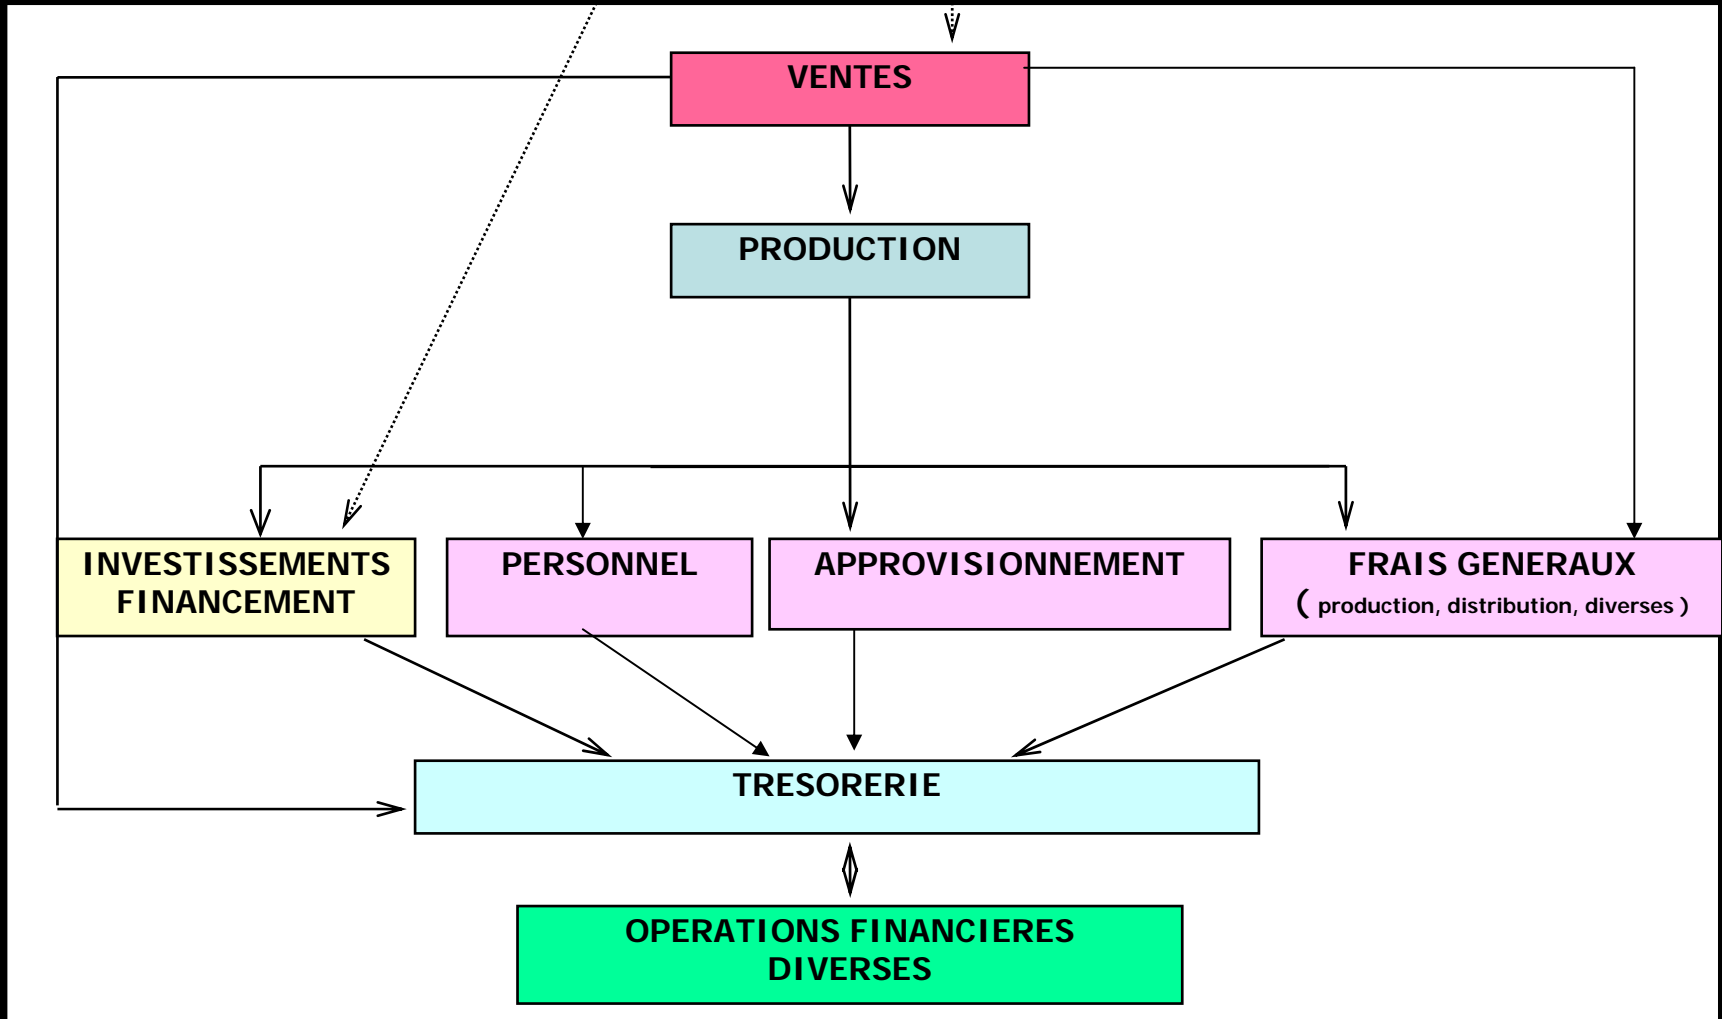 VENTES
PRODUCTION
INVESTISSEMENTS
FINANCEMENT
PERSONNEL
APPROVISIONNEMENT
FRAIS GENERAUX
( production, distribution, diverses )
TRESORERIE
OPERATIONS FINANCIERES
DIVERSES